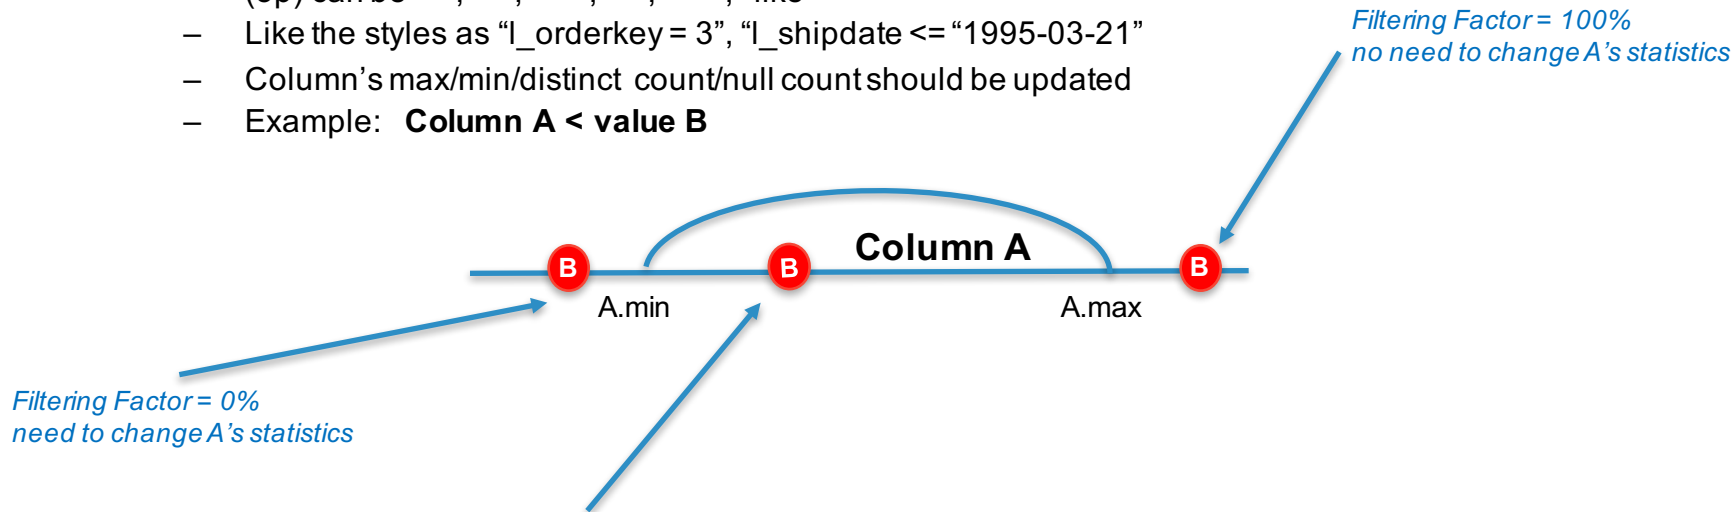 – Like the styles as “l_orderkey = 3”, “l_shipdate <= “1995-03-21”
– Column’s max/min/distinct count/null count should be updated
– Example: Column A < value B
Filtering Factor = 100%
no need to change A’s statistics
Column A
B
B
B
A.min
A.max
Filtering Factor = 0%
need to change A’s statistics